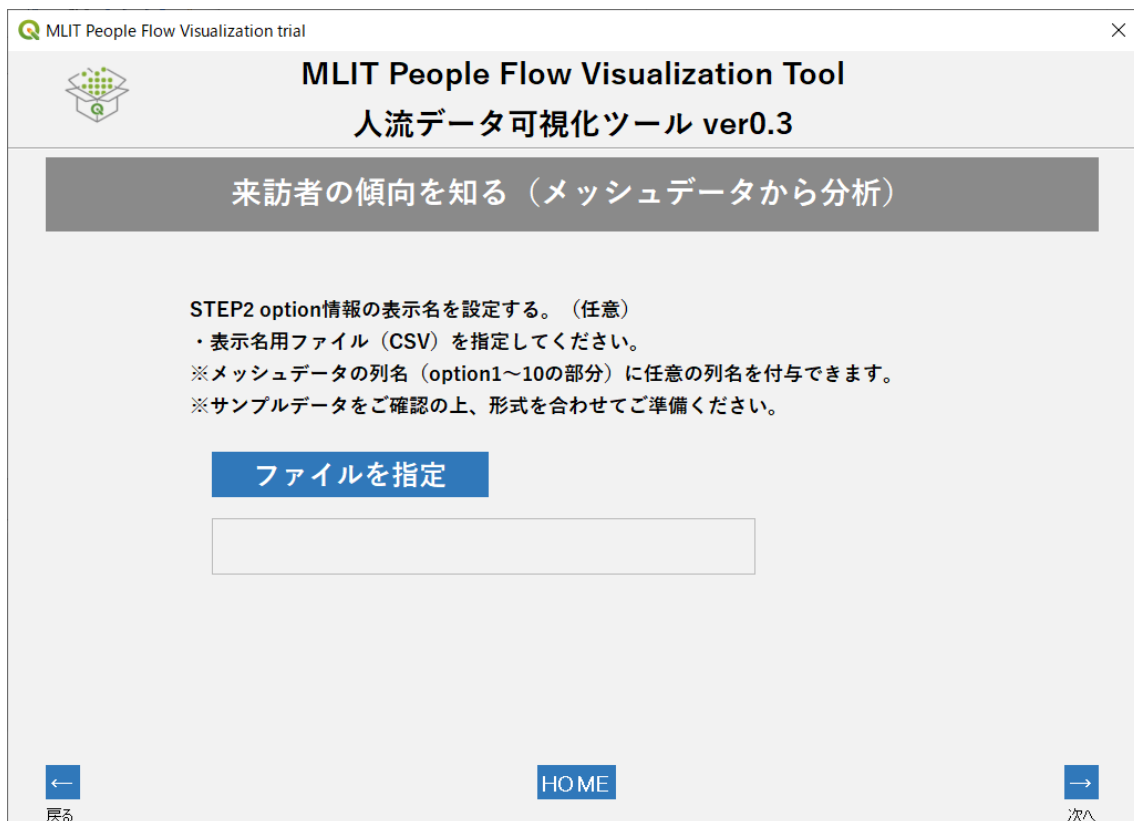 MLIT People Flow Visualization trial
MLIT People Flow Visualization Tool
人流データ可視化ツール ver0.3
来訪者の傾向を知る（メッシュデータから分析）
STEP2 option情報の表示名を設定する。（任意）
・表示名用ファイル（CSV）を指定してください。
※メッシュデータの列名（option1～10の部分）に任意の列名を付与できます。
※サンプルデータをご確認の上、形式を合わせてご準備ください。
ファイルを指定
←
HOME
→
戻る
次へ